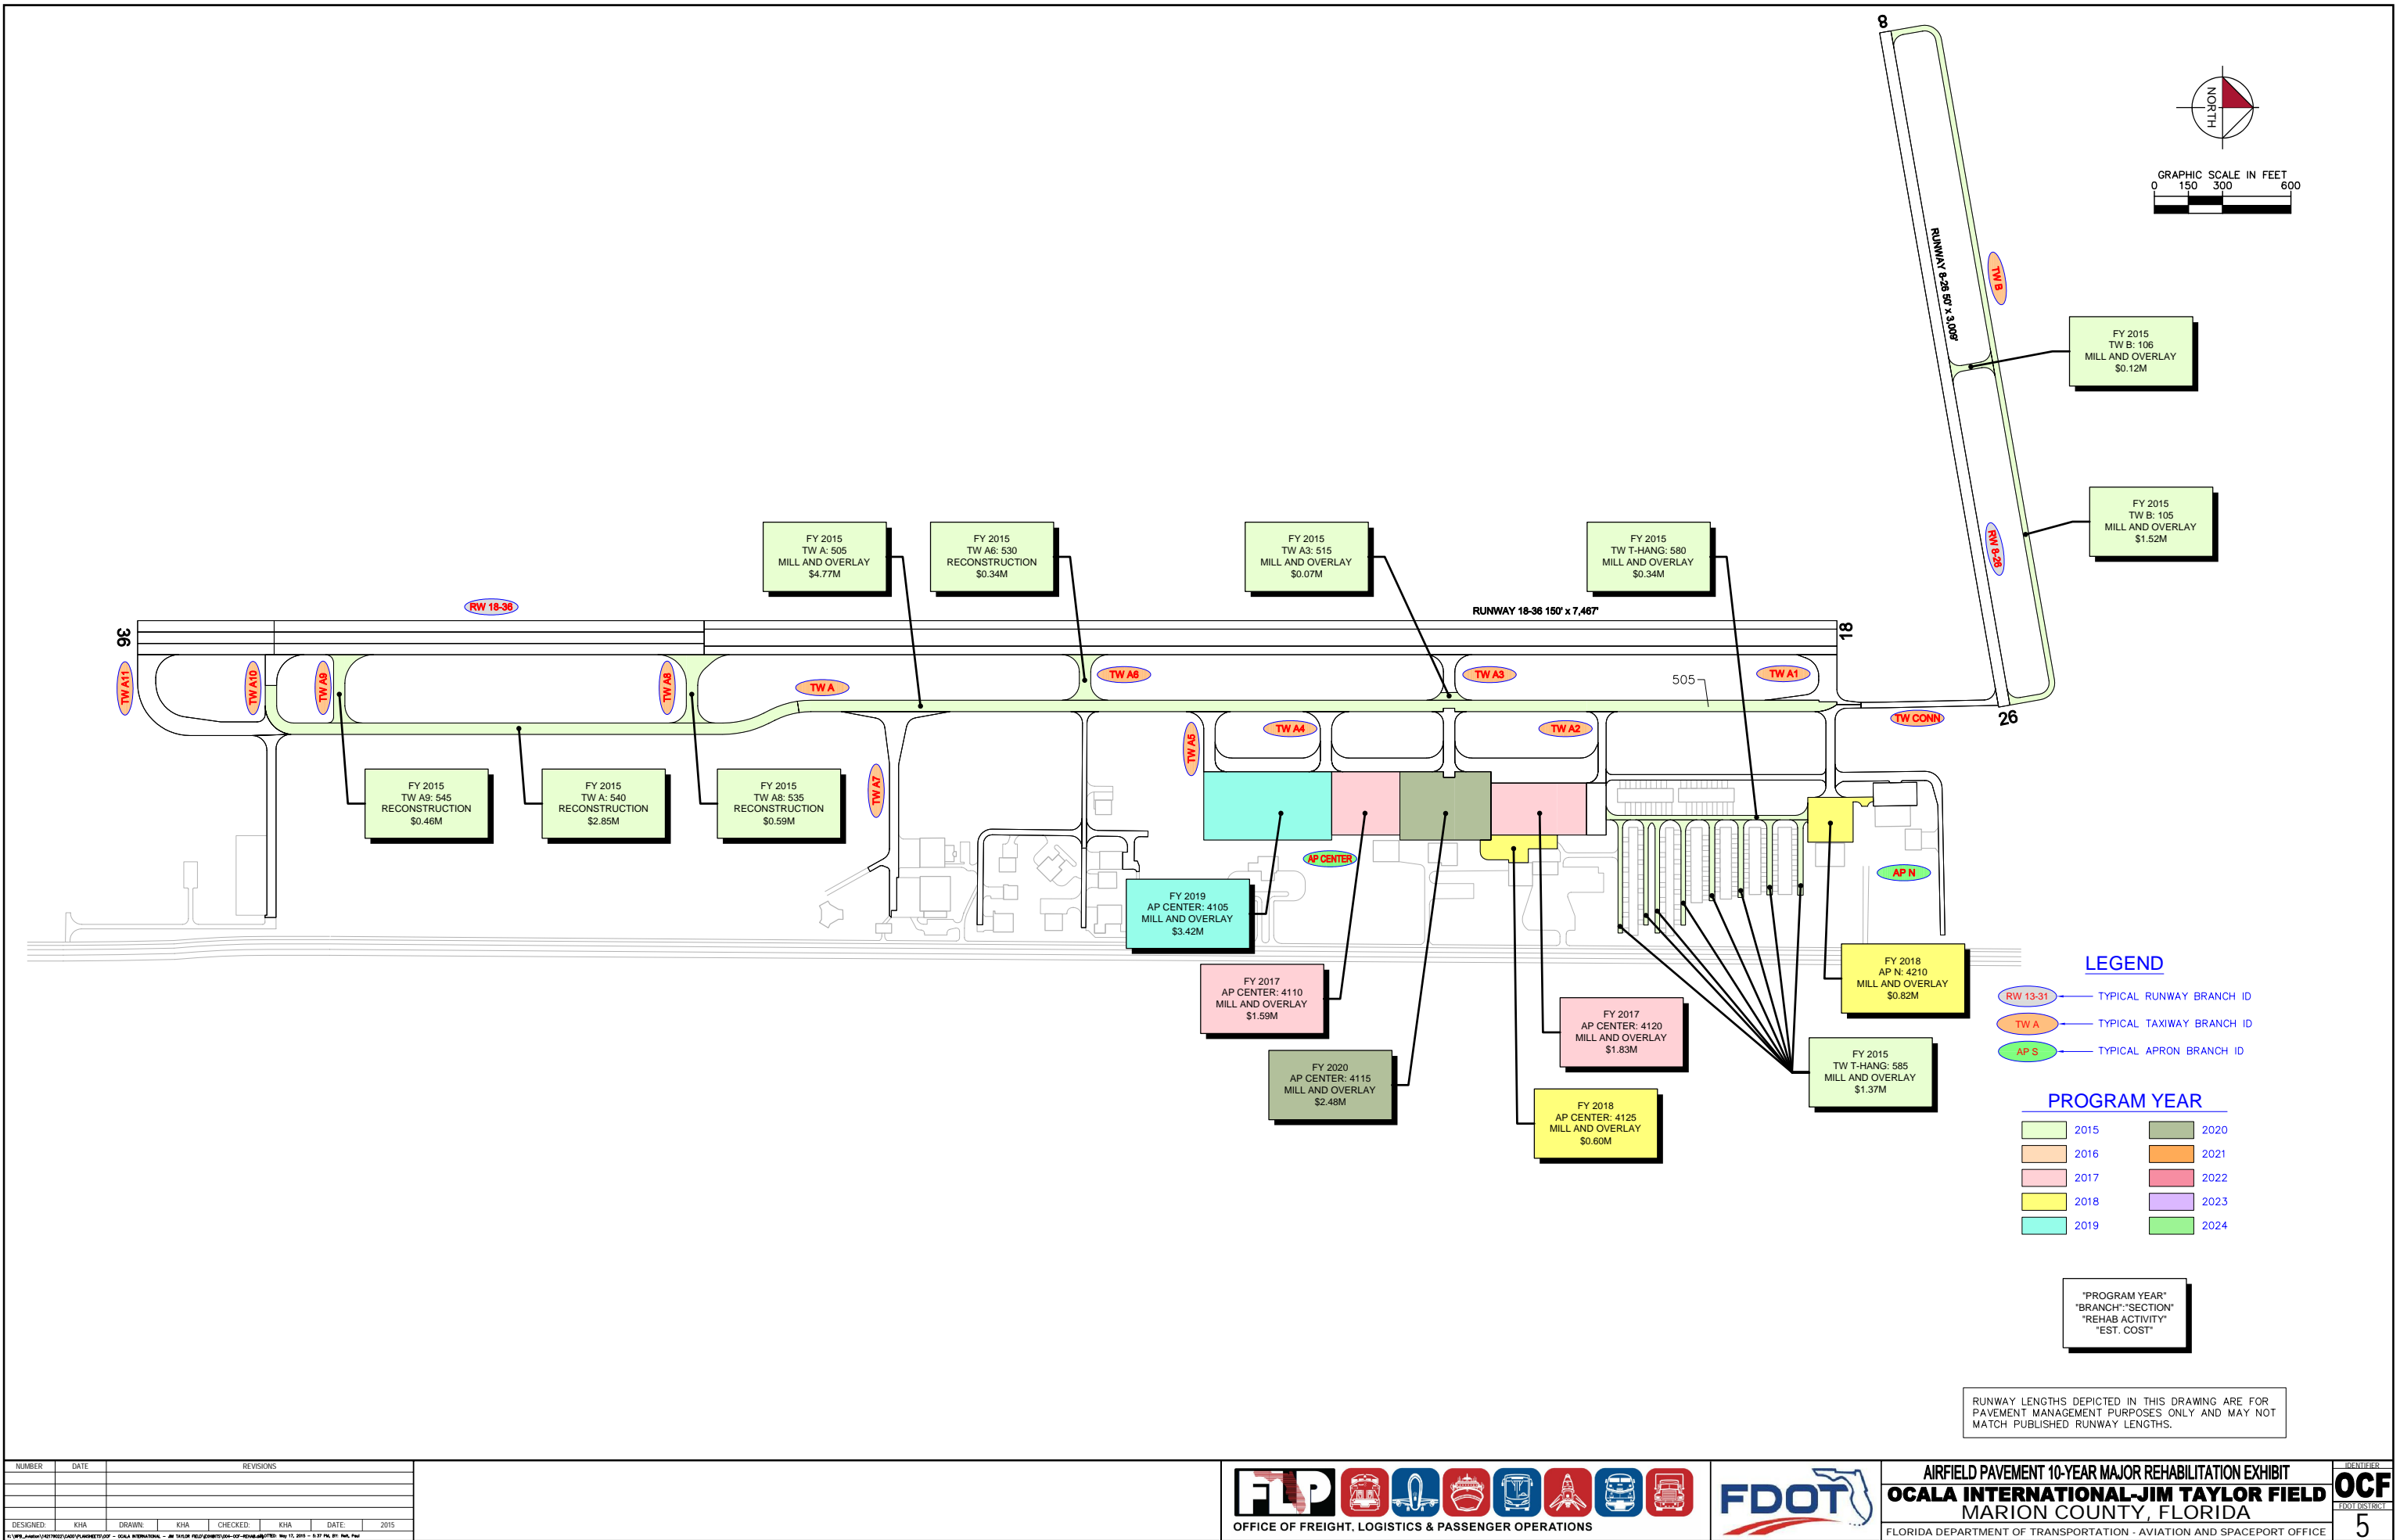 8
NORTH
GRAPHIC SCALE IN FEET
0 150 300 600
RUNWAY 8-26 50' x 3,009'
TW B
FY 2015
TW B: 106
MILL AND OVERLAY
$0.12M
FY 2015
TW B: 105
MILL AND OVERLAY
$1.52M
RW 8-26
26
TW CONN
FY 2015
TW A: 505
MILL AND OVERLAY
$4.77M
FY 2015
TW A6: 530
RECONSTRUCTION
$0.34M
FY 2015
TW A3: 515
MILL AND OVERLAY
$0.07M
FY 2015
TW T-HANG: 580
MILL AND OVERLAY
$0.34M
RW 18-36
RUNWAY 18-36 150' x 7,467'
36
18
TW A11
TW A10
TW A9
TW A8
TW A
TW A6
TW A3
505
TW A1
TW A7
TW A5
TW A4
TW A2
FY 2015
TW A9: 545
RECONSTRUCTION
$0.46M
FY 2015
TW A: 540
RECONSTRUCTION
$2.85M
FY 2015
TW A8: 535
RECONSTRUCTION
$0.59M
AP CENTER
AP N
FY 2019
AP CENTER: 4105
MILL AND OVERLAY
$3.42M
FY 2017
AP CENTER: 4110
MILL AND OVERLAY
$1.59M
FY 2020
AP CENTER: 4115
MILL AND OVERLAY
$2.48M
FY 2017
AP CENTER: 4120
MILL AND OVERLAY
$1.83M
FY 2018
AP CENTER: 4125
MILL AND OVERLAY
$0.60M
FY 2018
AP N: 4210
MILL AND OVERLAY
$0.82M
FY 2015
TW T-HANG: 585
MILL AND OVERLAY
$1.37M
LEGEND
RW 13-31 TYPICAL RUNWAY BRANCH ID
TW A TYPICAL TAXIWAY BRANCH ID
AP S TYPICAL APRON BRANCH ID
PROGRAM YEAR
2015 2020
2016 2021
2017 2022
2018 2023
2019 2024
"PROGRAM YEAR"
"BRANCH":"SECTION"
"REHAB ACTIVITY"
"EST. COST"
RUNWAY LENGTHS DEPICTED IN THIS DRAWING ARE FOR
PAVEMENT MANAGEMENT PURPOSES ONLY AND MAY NOT
MATCH PUBLISHED RUNWAY LENGTHS.
NUMBER DATE REVISIONS
DESIGNED: KHA DRAWN: KHA CHECKED: KHA DATE: 2015
FLP
OFFICE OF FREIGHT, LOGISTICS & PASSENGER OPERATIONS
FDOT
AIRFIELD PAVEMENT 10-YEAR MAJOR REHABILITATION EXHIBIT
OCALA INTERNATIONAL-JIM TAYLOR FIELD
MARION COUNTY, FLORIDA
FLORIDA DEPARTMENT OF TRANSPORTATION - AVIATION AND SPACEPORT OFFICE
IDENTIFIER
OCF
FDOT DISTRICT
5